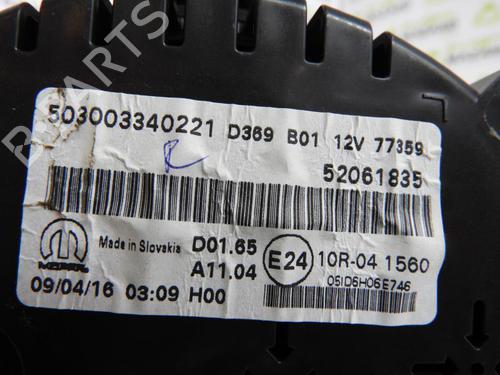 503003340221 D369 B01 12V 77359
52061835
MOPAR Made in Slovakia D01.65 E24 10R-04 1560
A11.04
09/04/16 03:09 H00
051D6H06E746
B-PARTS